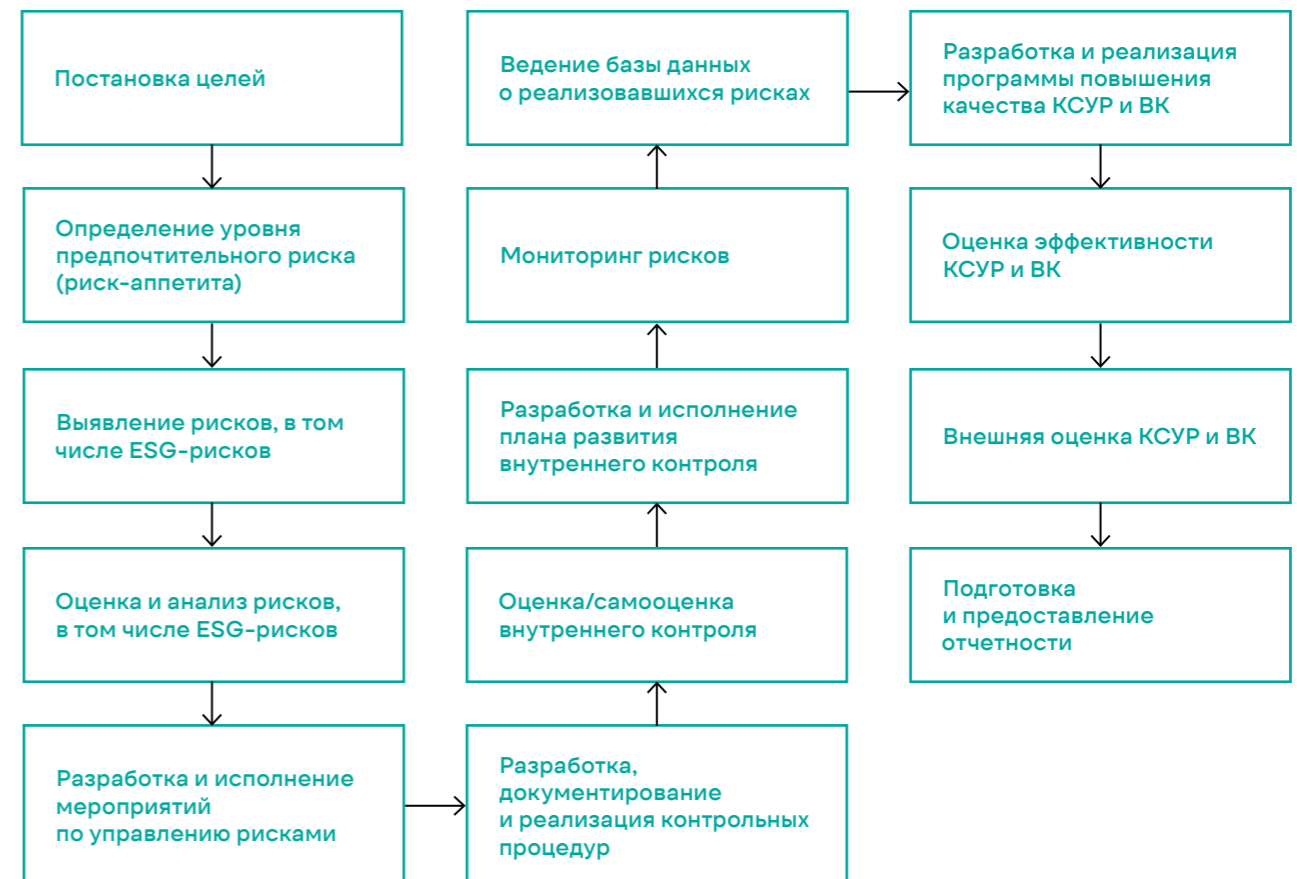 Постановка целей
Определение уровня
предпочтительного риска
(риск-аппетита)
Выявление рисков, в том
числе ESG-рисков
Оценка и анализ рисков,
в том числе ESG-рисков
Разработка и исполнение
мероприятий
по управлению рисками
Разработка,
документирование
и реализация контрольных
процедур
Оценка/самооценка
внутреннего контроля
Разработка и исполнение
плана развития
внутреннего контроля
Мониторинг рисков
Ведение базы данных
о реализовавшихся рисках
Разработка и реализация
программы повышения
качества КСУР и ВК
Оценка эффективности
КСУР и ВК
Внешняя оценка КСУР и ВК
Подготовка
и предоставление
отчетности